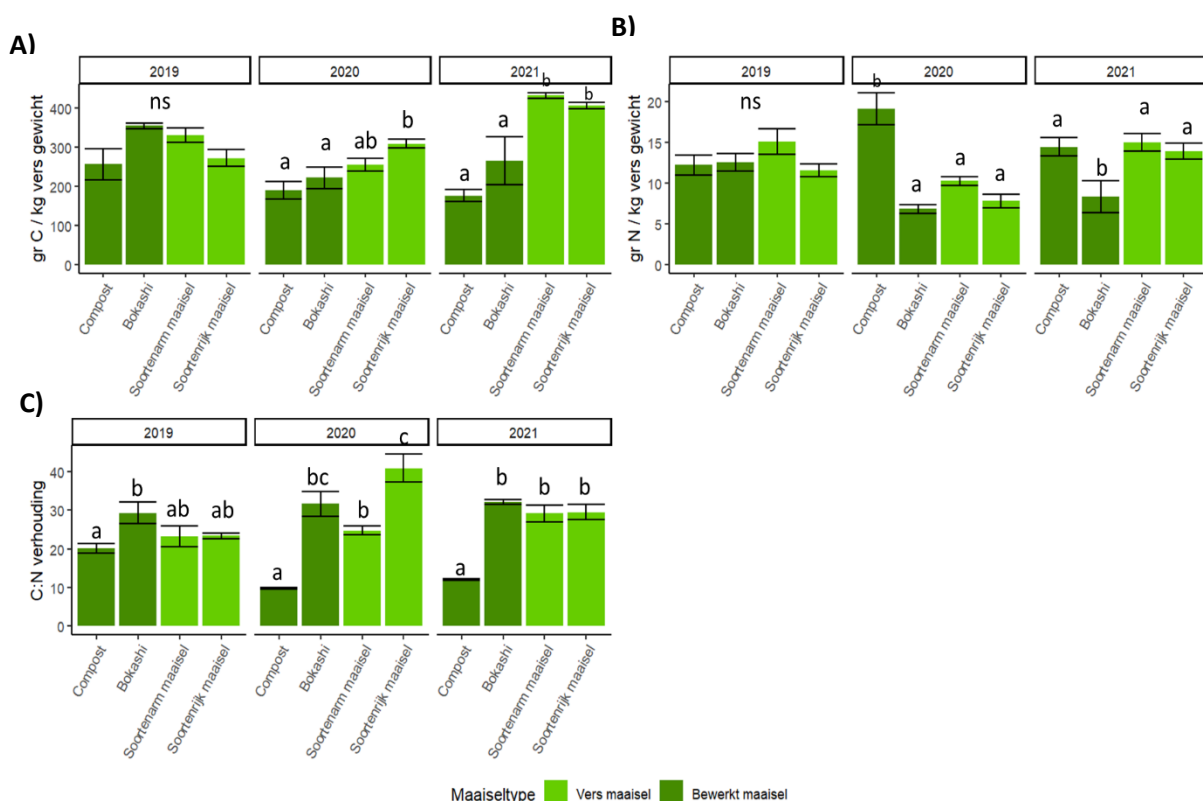 A)
2019 2020 2021
gr C / kg vers gewicht
0 100 200 300 400
ns
a a ab b
a a b b
Compost Bokashi Soortenarm maaisel Soortenrijk maaisel
Compost Bokashi Soortenarm maaisel Soortenrijk maaisel
Compost Bokashi Soortenarm maaisel Soortenrijk maaisel
B)
2019 2020 2021
gr N / kg vers gewicht
0 5 10 15 20
ns
b a a a
a b a a
Compost Bokashi Soortenarm maaisel Soortenrijk maaisel
Compost Bokashi Soortenarm maaisel Soortenrijk maaisel
Compost Bokashi Soortenarm maaisel Soortenrijk maaisel
C)
2019 2020 2021
C:N verhouding
0 10 20 30 40
a b ab ab
a bc b c
a b b b
Compost Bokashi Soortenarm maaisel Soortenrijk maaisel
Compost Bokashi Soortenarm maaisel Soortenrijk maaisel
Compost Bokashi Soortenarm maaisel Soortenrijk maaisel
Maaiseltype Vers maaisel Bewerkt maaisel